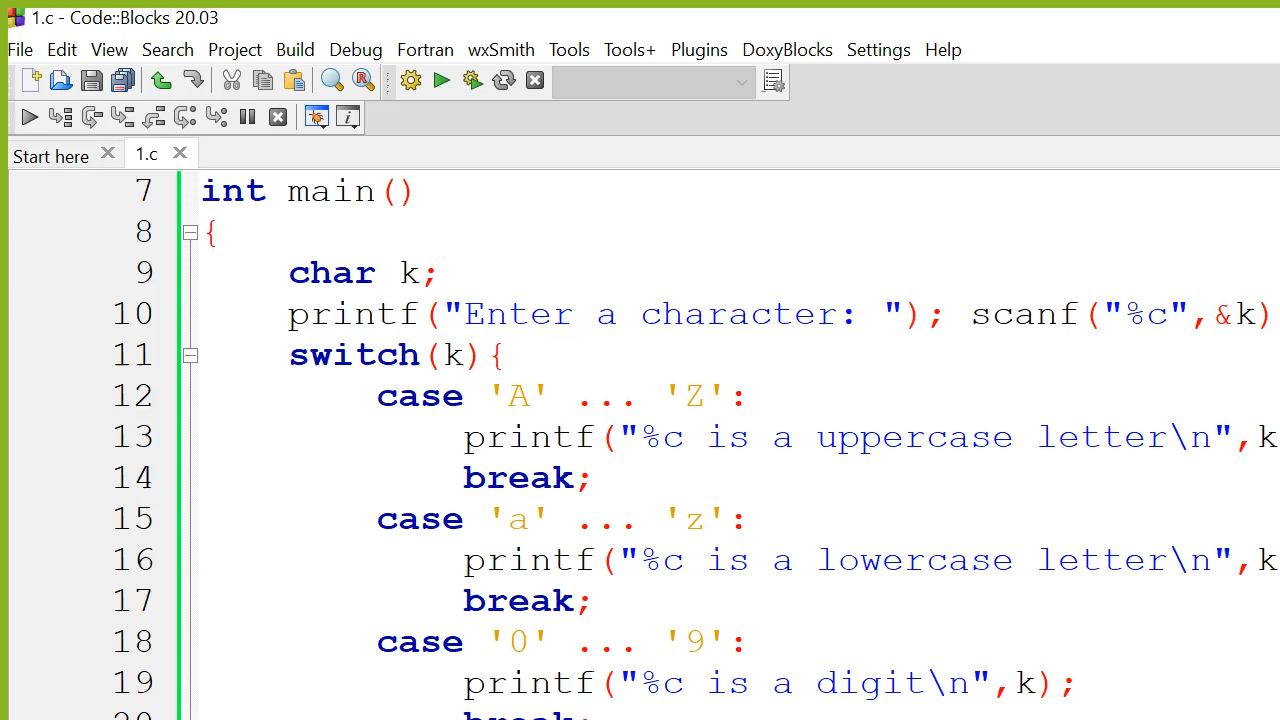 1.c - Code::Blocks 20.03
File Edit View Search Project Build Debug Fortran wxSmith Tools Tools+ Plugins DoxyBlocks Settings Help
Start here 1.c
7 int main()
8 {
9 char k;
10 printf("Enter a character: "); scanf("%c",&k)
11 switch(k){
12 case 'A' ... 'Z':
13 printf("%c is a uppercase letter\n",k
14 break;
15 case 'a' ... 'z':
16 printf("%c is a lowercase letter\n",k
17 break;
18 case '0' ... '9':
19 printf("%c is a digit\n",k);
20 break;